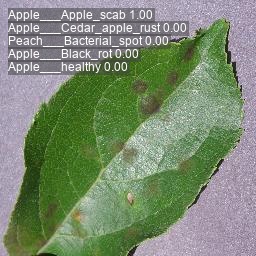 Apple___Apple_scab 1.00
Apple___Cedar_apple_rust 0.00
Peach___Bacterial_spot 0.00
Apple___Black_rot 0.00
Apple___healthy 0.00